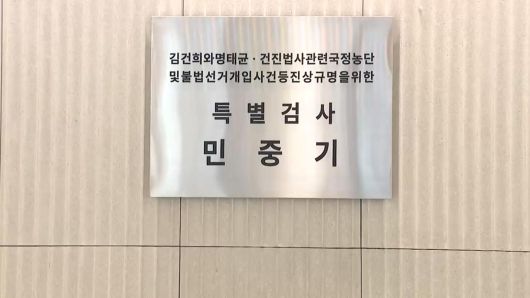 김건희와명태균·건진법사관련국정농단
및불법선거개입사건등진상규명을위한
특별검사
민중기